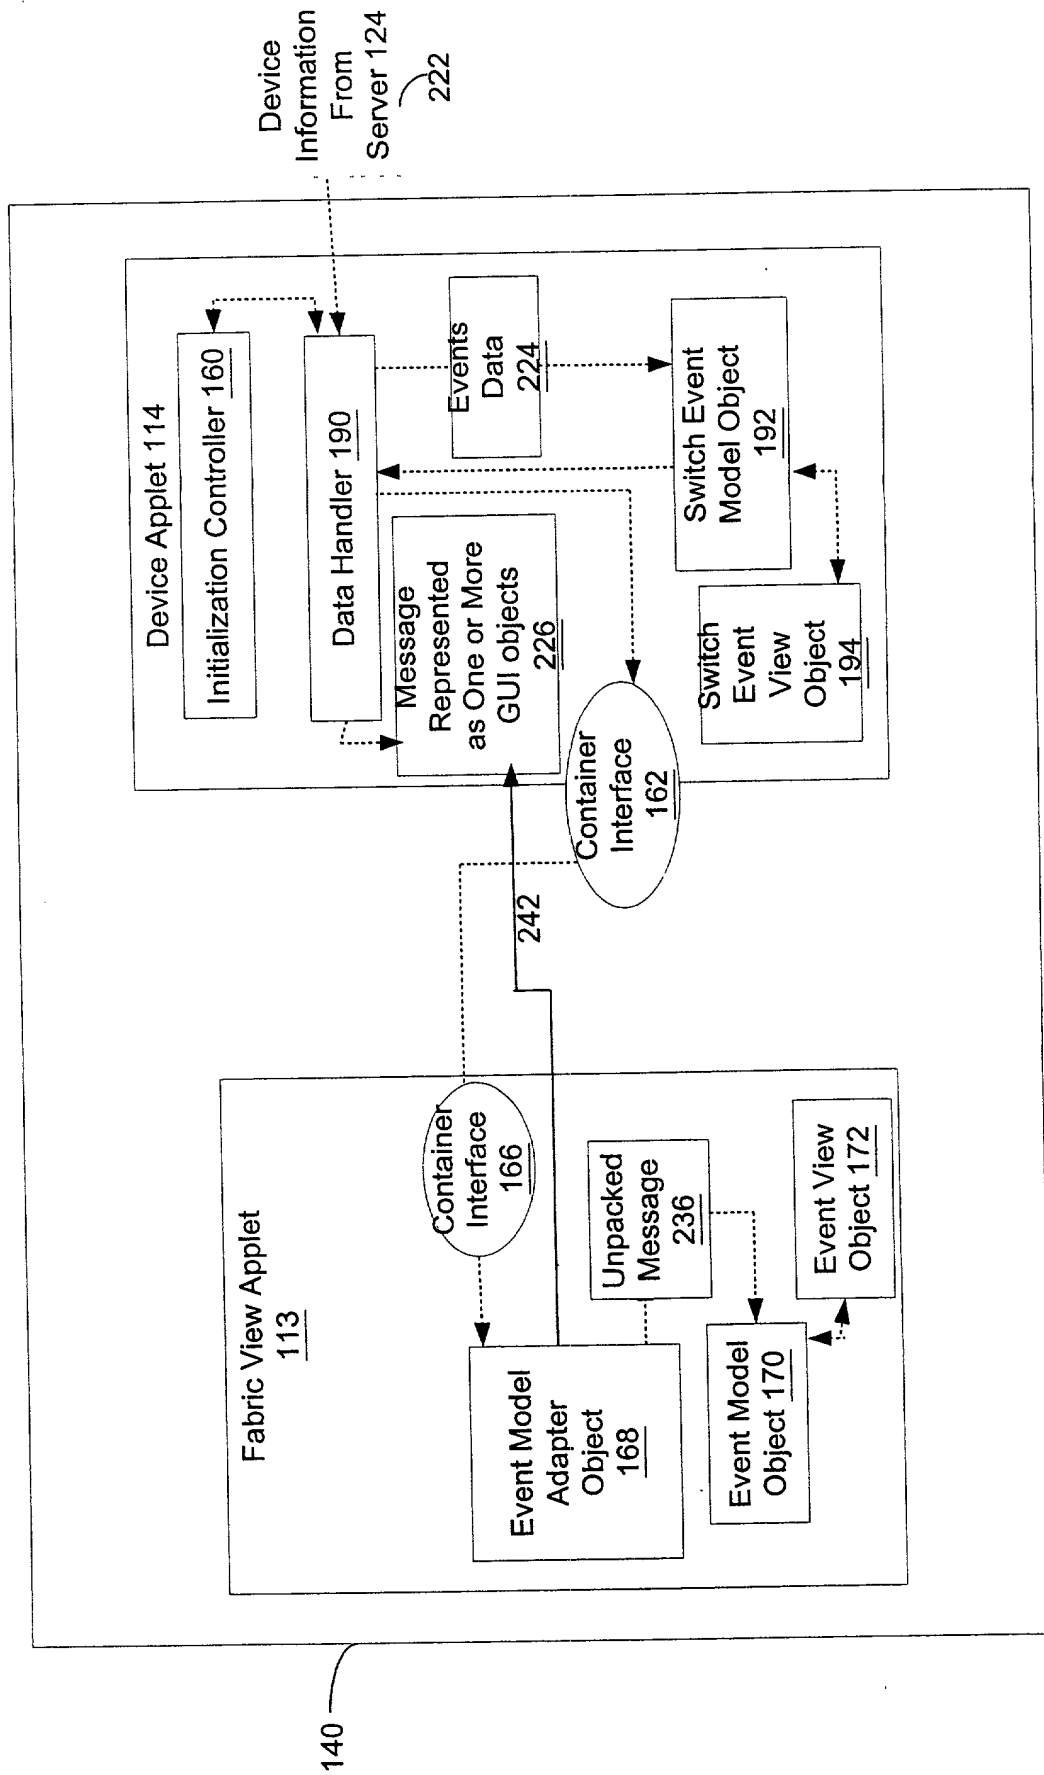 Device
Information
From
Server 124
222
Device Applet 114
Initialization Controller 160
Data Handler 190
Events
Data
224
Message
Represented
as One or More
GUI objects
226
Switch Event
Model Object
192
Switch
Event
View
Object
194
Container
Interface
162
242
Fabric View Applet
113
Container
Interface
166
Event Model
Adapter
Object
168
Unpacked
Message
236
Event Model
Object 170
Event View
Object 172
140